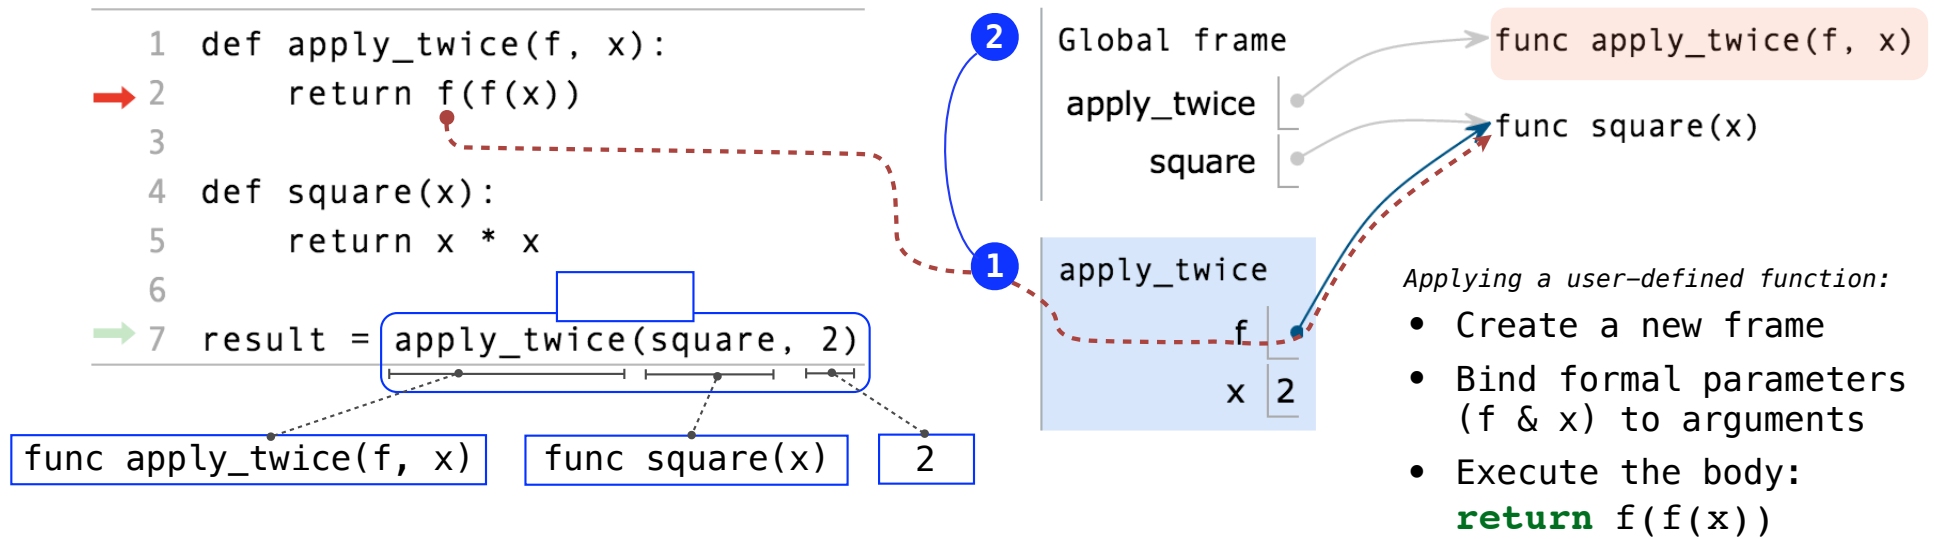 1 def apply_twice(f, x):
2     return f(f(x))
3
4 def square(x):
5     return x * x
6
7 result = apply_twice(square, 2)
func apply_twice(f, x)
func square(x)
2
2
1
Global frame
apply_twice
square
func apply_twice(f, x)
func square(x)
apply_twice
f
x 2
Applying a user–defined function:
• Create a new frame
• Bind formal parameters
(f & x) to arguments
• Execute the body:
return f(f(x))